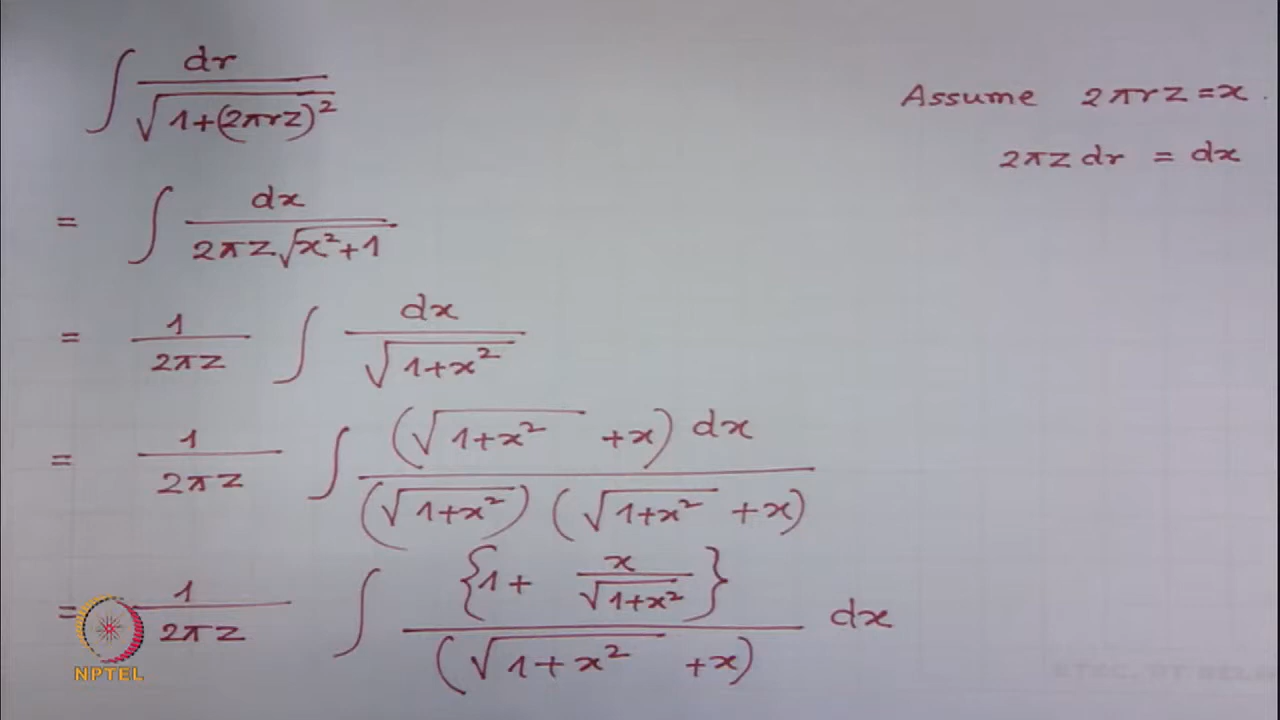 ∫ dr / √(1+(2πrz)²)
Assume 2πrz = x.
2πz dr = dx
= ∫ dx / (2πz√(x²+1))
= 1/(2πz) ∫ dx / √(1+x²)
= 1/(2πz) ∫ (√(1+x²) + x) dx / ((√(1+x²)) (√(1+x²) + x))
= 1/(2πz) ∫ {1 + x/√(1+x²)} / (√(1+x²) + x) dx
NPTEL